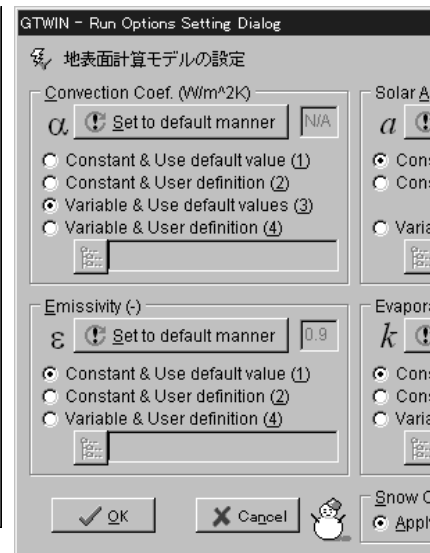 GTWIN - Run Options Setting Dialog
地表面計算モデルの設定
Convection Coef. (W/m^2K)
α Set to default manner N/A
Constant & Use default value (1)
Constant & User definition (2)
Variable & Use default values (3)
Variable & User definition (4)
Emissivity (-)
ε Set to default manner 0.9
Constant & Use default value (1)
Constant & User definition (2)
Variable & User definition (4)
OK Cancel
Solar A
a
Cons
Cons
Varia
Evapora
k
Cons
Cons
Varia
Snow C
Apply